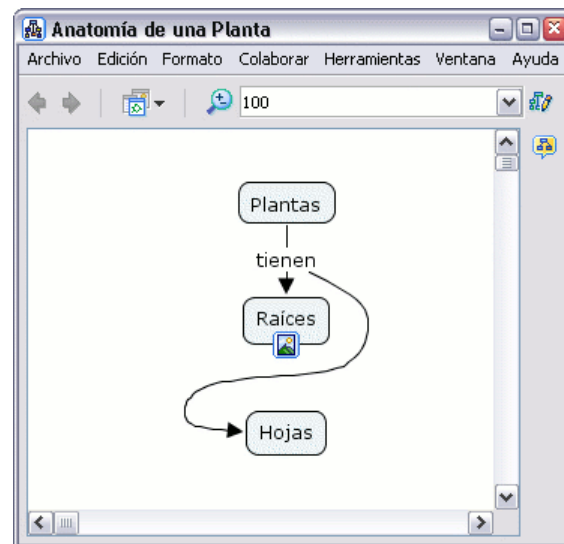 Anatomía de una Planta
Archivo Edición Formato Colaborar Herramientas Ventana Ayuda
100
Plantas
tienen
Raíces
Hojas